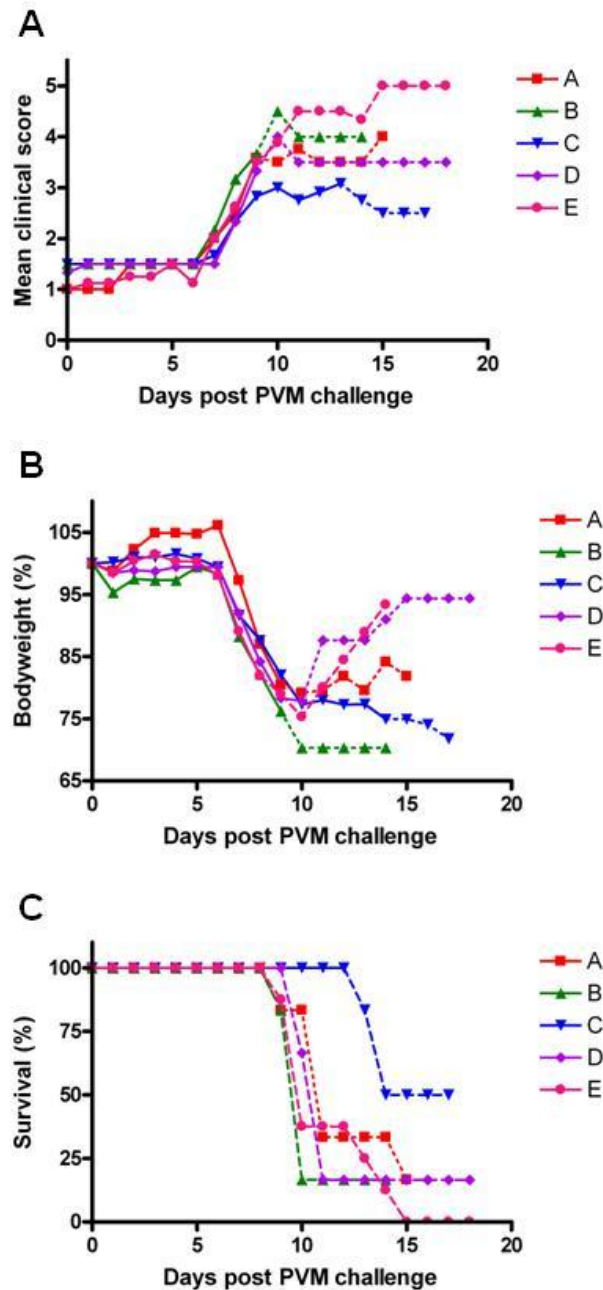 A
5
4
3
2
1
0
Mean clinical score
0 5 10 15 20
Days post PVM challenge
A
B
C
D
E
B
105
95
85
75
65
Bodyweight (%)
0 5 10 15 20
Days post PVM challenge
A
B
C
D
E
C
100
75
50
25
0
Survival (%)
0 5 10 15 20
Days post PVM challenge
A
B
C
D
E